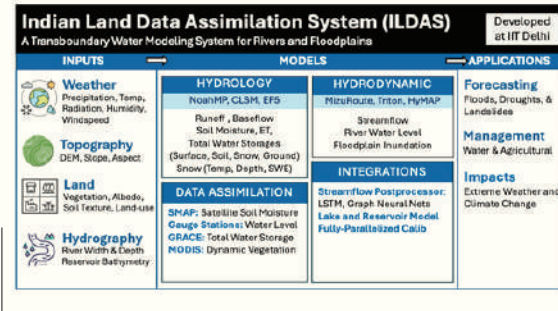 Indian Land Data Assimilation System (ILDAS)
A Transboundary Water Modeling System for Rivers and Floodplains
Developed
at IIT Delhi
INPUTS
MODELS
APPLICATIONS
Weather
Precipitation, Temp,
Radiation, Humidity,
Windspeed
Topography
DEM, Slope, Aspect
Land
Vegetation, Albedo,
Soil Texture, Land-use
Hydrography
River Width & Depth
Reservoir Bathymetry
HYDROLOGY
NoahMP, CLSM, EFS
Runoff, Baseflow
Soil Moisture, ET,
Total Water Storages
(Surface, Soil, Snow, Ground)
Snow (Temp, Depth, SWE)
DATA ASSIMILATION
SMAP: Satellite Soil Moisture
Gauge Stations: Water Level
GRACE: Total Water Storage
MODIS: Dynamic Vegetation
HYDRODYNAMIC
MizuRoute, Triton, HyMAP
Streamflow
River Water Level
Floodplain Inundation
INTEGRATIONS
Streamflow Postprocessor:
LSTM, Graph Neural Nets
Lake and Reservoir Model
Fully-Parallelized Calib
Forecasting
Floods, Droughts, &
Landslides
Management
Water & Agricultural
Impacts
Extreme Weather and
Climate Change